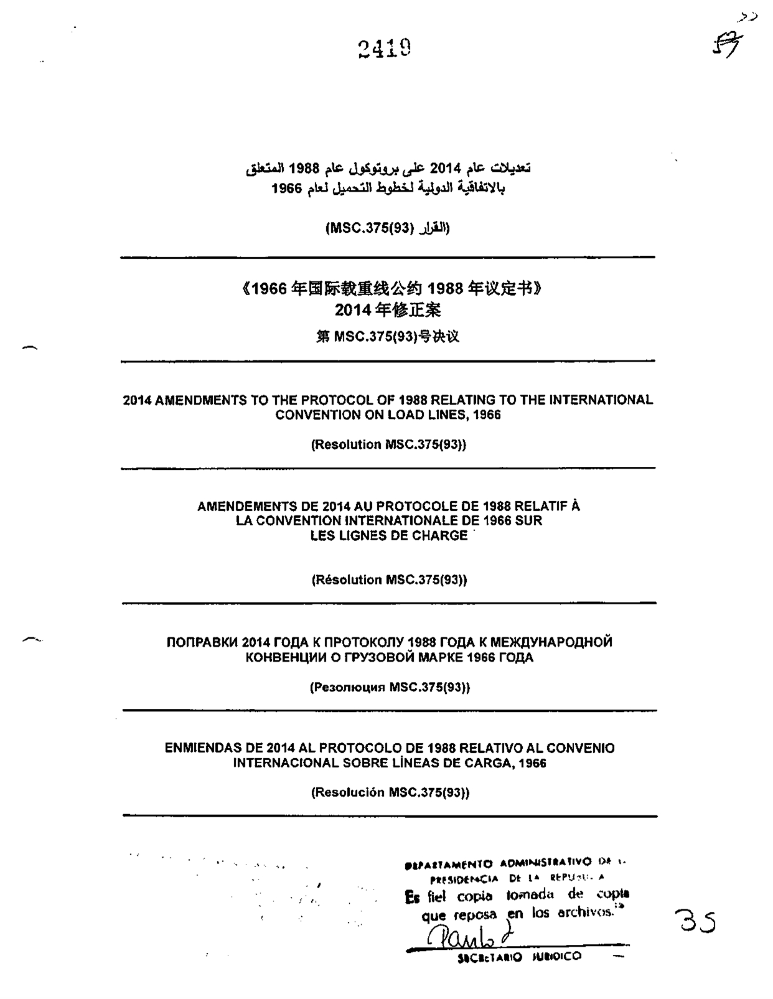 2419
تعديلات عام 2014 على بروتوكول عام 1988 المتعلق
بالاتفاقية الدولية لخطوط التحميل لعام 1966
(القرار MSC.375(93))
《1966 年国际载重线公约 1988 年议定书》
2014 年修正案
第 MSC.375(93)号决议
2014 AMENDMENTS TO THE PROTOCOL OF 1988 RELATING TO THE INTERNATIONAL
CONVENTION ON LOAD LINES, 1966
(Resolution MSC.375(93))
AMENDEMENTS DE 2014 AU PROTOCOLE DE 1988 RELATIF À
LA CONVENTION INTERNATIONALE DE 1966 SUR
LES LIGNES DE CHARGE
(Résolution MSC.375(93))
ПОПРАВКИ 2014 ГОДА К ПРОТОКОЛУ 1988 ГОДА К МЕЖДУНАРОДНОЙ
КОНВЕНЦИИ О ГРУЗОВОЙ МАРКЕ 1966 ГОДА
(Резолюция MSC.375(93))
ENMIENDAS DE 2014 AL PROTOCOLO DE 1988 RELATIVO AL CONVENIO
INTERNACIONAL SOBRE LÍNEAS DE CARGA, 1966
(Resolución MSC.375(93))
DEPARTAMENTO ADMINISTRATIVO DE
PRESIDENCIA DE LA REPUBLICA
Es fiel copia tomada de copia
que reposa en los archivos.
35
SECRETARIO JURIDICO